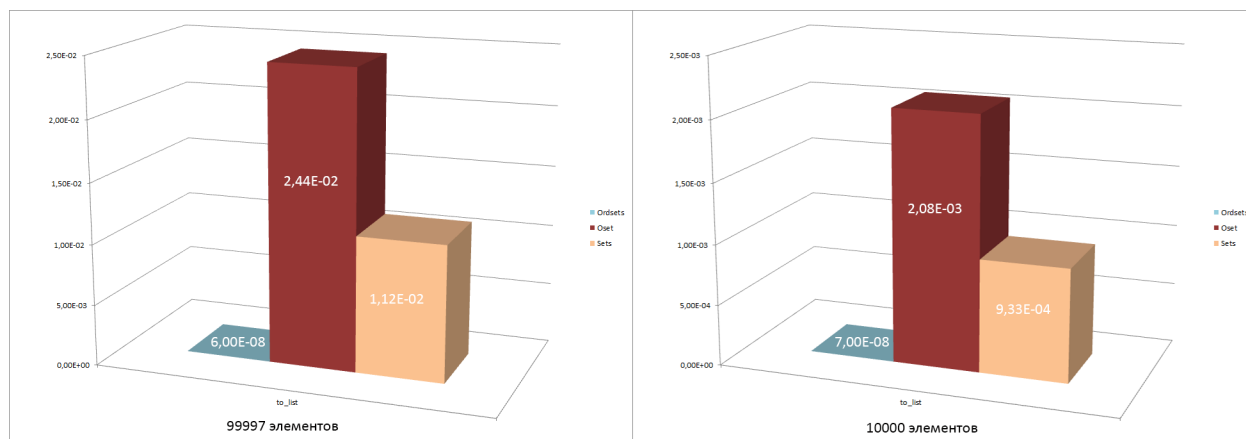 2,50E-02
2,00E-02
1,50E-02
1,00E-02
5,00E-03
0,00E+00
2,44E-02
1,12E-02
6,00E-08
Ordsets
Oset
Sets
to_list
99997 элементов
2,50E-03
2,00E-03
1,50E-03
1,00E-03
5,00E-04
0,00E+00
2,08E-03
9,33E-04
7,00E-08
Ordsets
Oset
Sets
to_list
10000 элементов